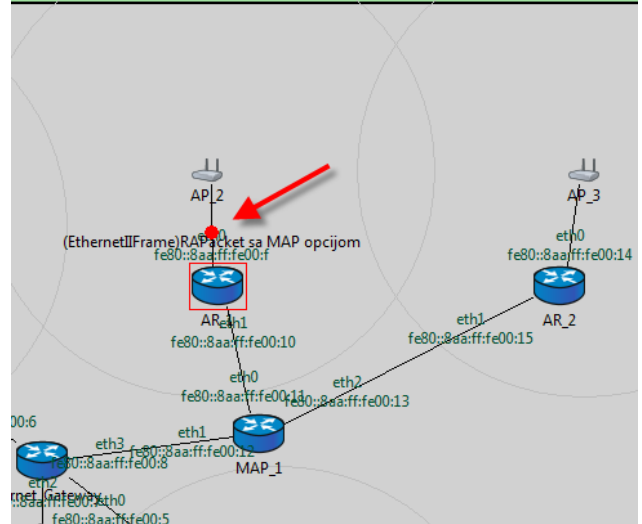 AP_2
AP_3
eth0
(EthernetIIFrame)RAPacket sa MAP opcijom
fe80::8aa:ff:fe00:f
eth0
fe80::8aa:ff:fe00:14
AR_1
eth1
fe80::8aa:ff:fe00:10
AR_2
eth1
fe80::8aa:ff:fe00:15
eth0
fe80::8aa:ff:fe00:11
eth2
fe80::8aa:ff:fe00:13
00:6
eth3
fe80::8aa:ff:fe00:8
eth1
fe80::8aa:ff:fe00:12
MAP_1
eth2
rnet_Gateway
eth0
fe80::8aa:ff:fe00:5